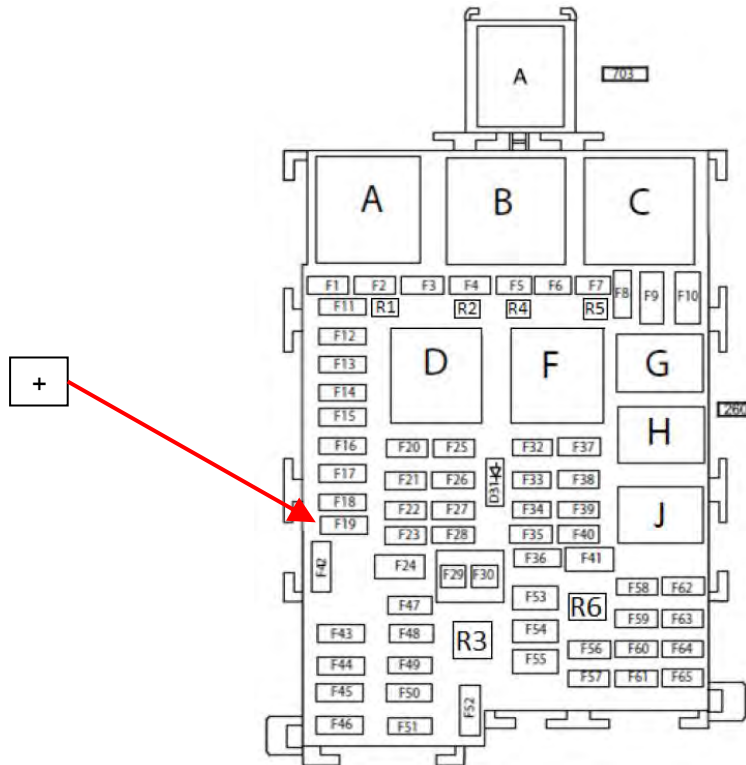 A
703
A B C
F1 F2 F3 F4 F5 F6 F7 F8 F9 F10
F11 R1 R2 R4 R5
F12
D F G
F13
+
F14
F15
260
H
F16 F20 F25 F32 F37
F17 F21 F26 D31 F33 F38
F18 F22 F27 F34 F39 J
F19 F23 F28 F35 F40
F42 F24 F29 F30 F36 F41
F47 F53 R6 F58 F62
F43 F48 R3 F54 F59 F63
F44 F49 F55 F56 F60 F64
F45 F50 F57 F61 F65
F46 F51 F52